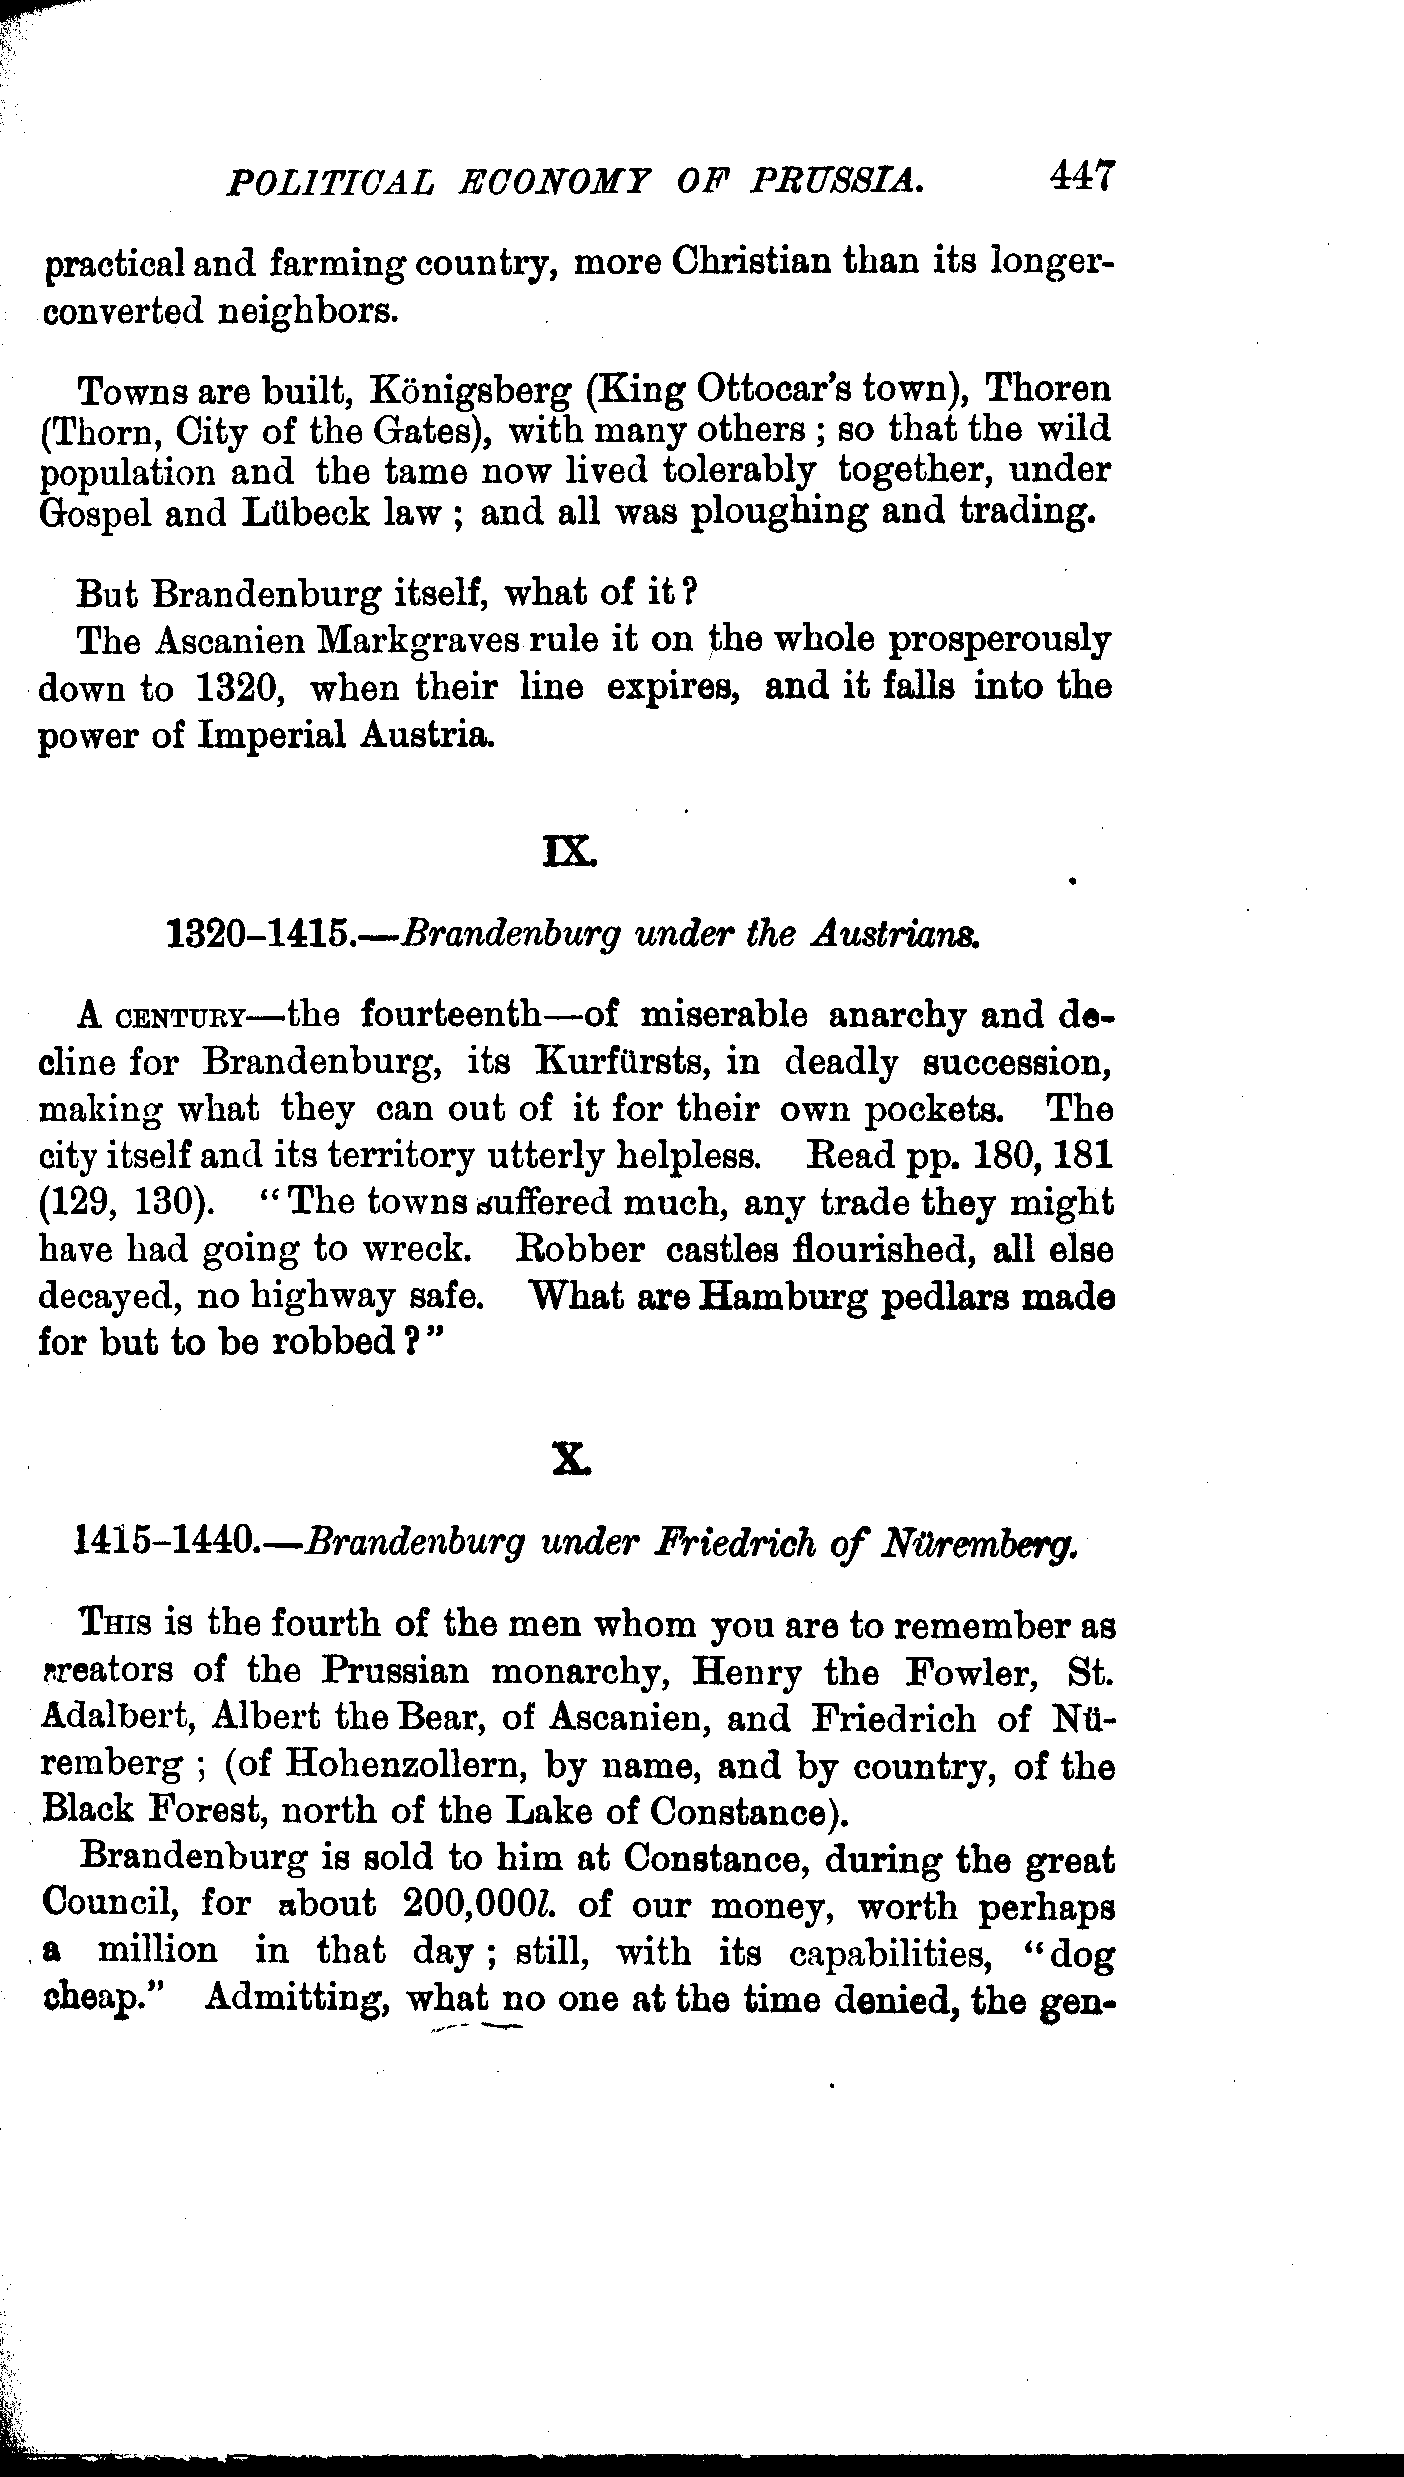 POLITICAL ECONOMY OF PRUSSIA. 447
practical and farming country, more Christian than its longer-
converted neighbors.
Towns are built, Königsberg (King Ottocar's town), Thoren
(Thorn, City of the Gates), with many others ; so that the wild
population and the tame now lived tolerably together, under
Gospel and Lübeck law ; and all was ploughing and trading.
But Brandenburg itself, what of it ?
The Ascanien Markgraves rule it on the whole prosperously
down to 1320, when their line expires, and it falls into the
power of Imperial Austria.
IX.
1320–1415.—Brandenburg under the Austrians.
A CENTURY—the fourteenth—of miserable anarchy and de-
cline for Brandenburg, its Kurfürsts, in deadly succession,
making what they can out of it for their own pockets. The
city itself and its territory utterly helpless. Read pp. 180, 181
(129, 130). "The towns suffered much, any trade they might
have had going to wreck. Robber castles flourished, all else
decayed, no highway safe. What are Hamburg pedlars made
for but to be robbed ?"
X.
1415–1440.—Brandenburg under Friedrich of Nüremberg.
THIS is the fourth of the men whom you are to remember as
creators of the Prussian monarchy, Henry the Fowler, St.
Adalbert, Albert the Bear, of Ascanien, and Friedrich of Nü-
remberg ; (of Hohenzollern, by name, and by country, of the
Black Forest, north of the Lake of Constance).
Brandenburg is sold to him at Constance, during the great
Council, for about 200,000l. of our money, worth perhaps
a million in that day ; still, with its capabilities, "dog
cheap." Admitting, what no one at the time denied, the gen-